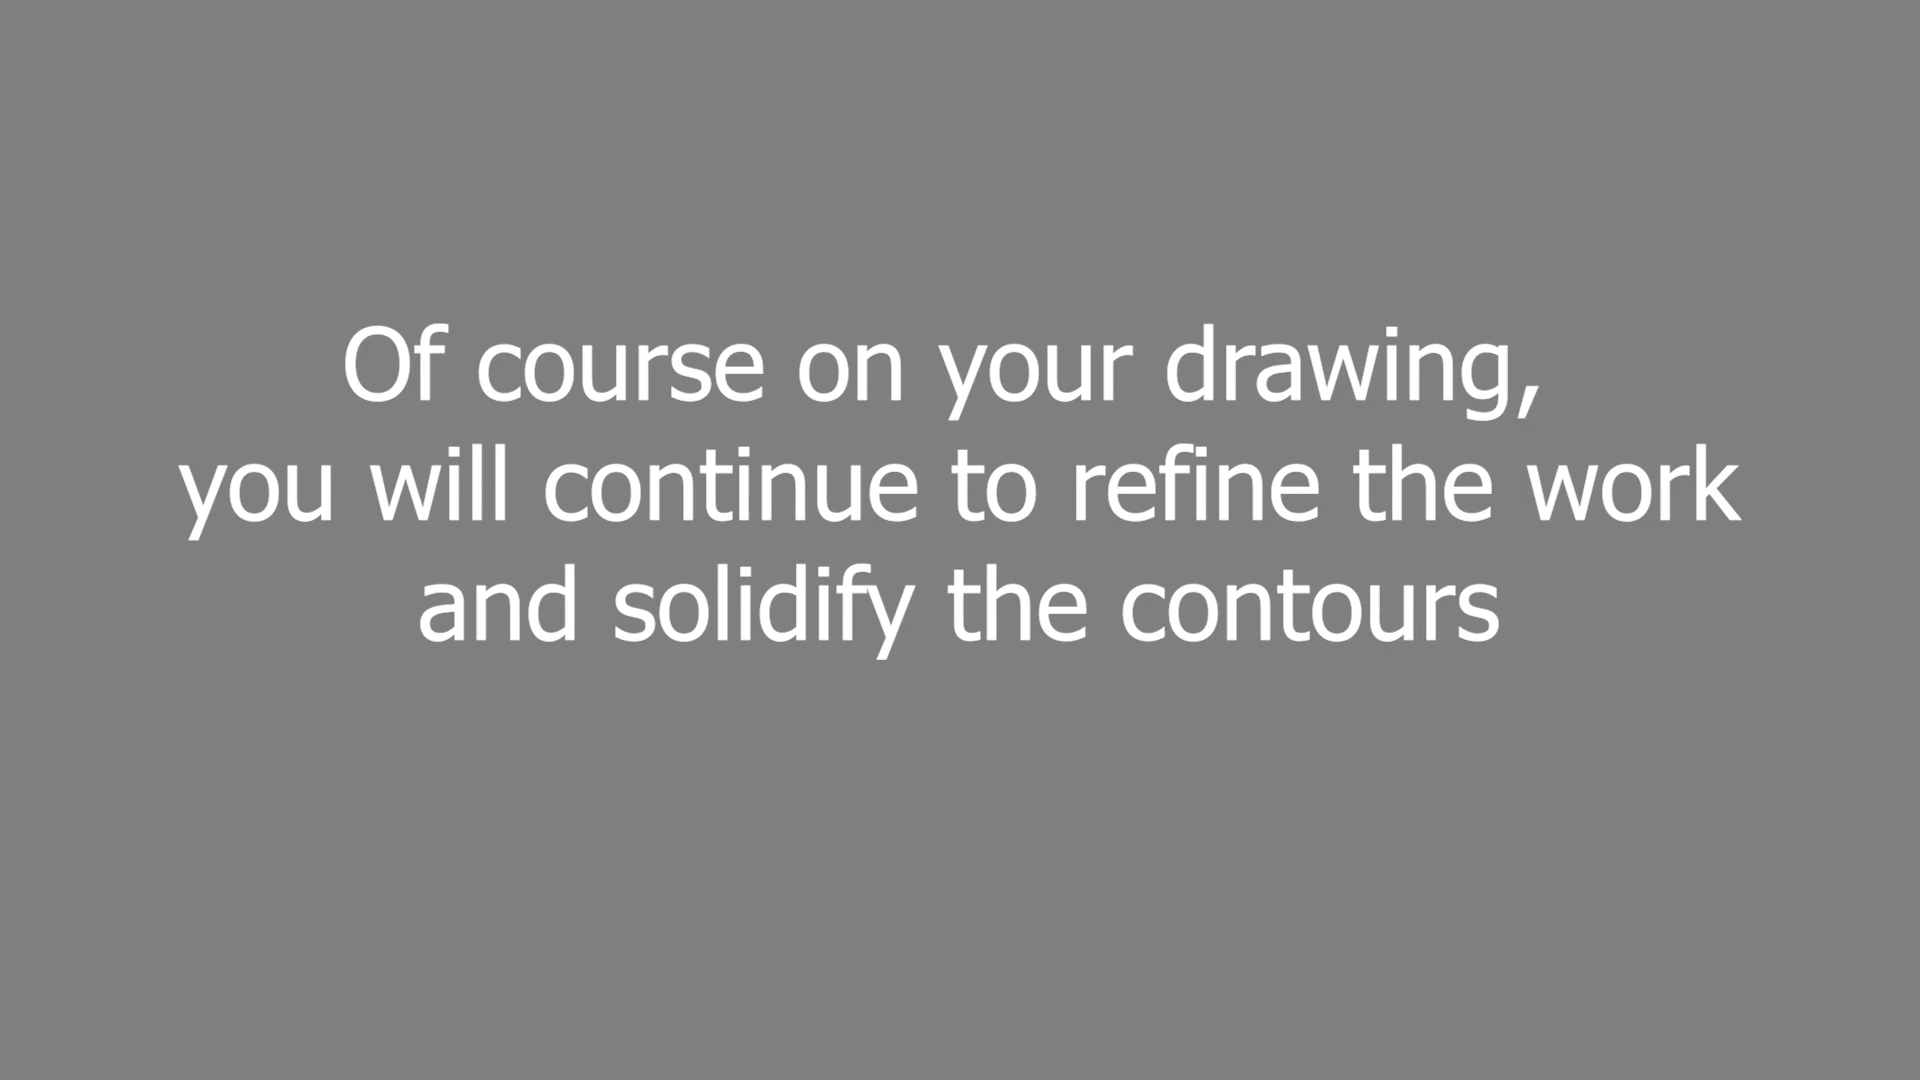 Of course on your drawing,
you will continue to refine the work
and solidify the contours